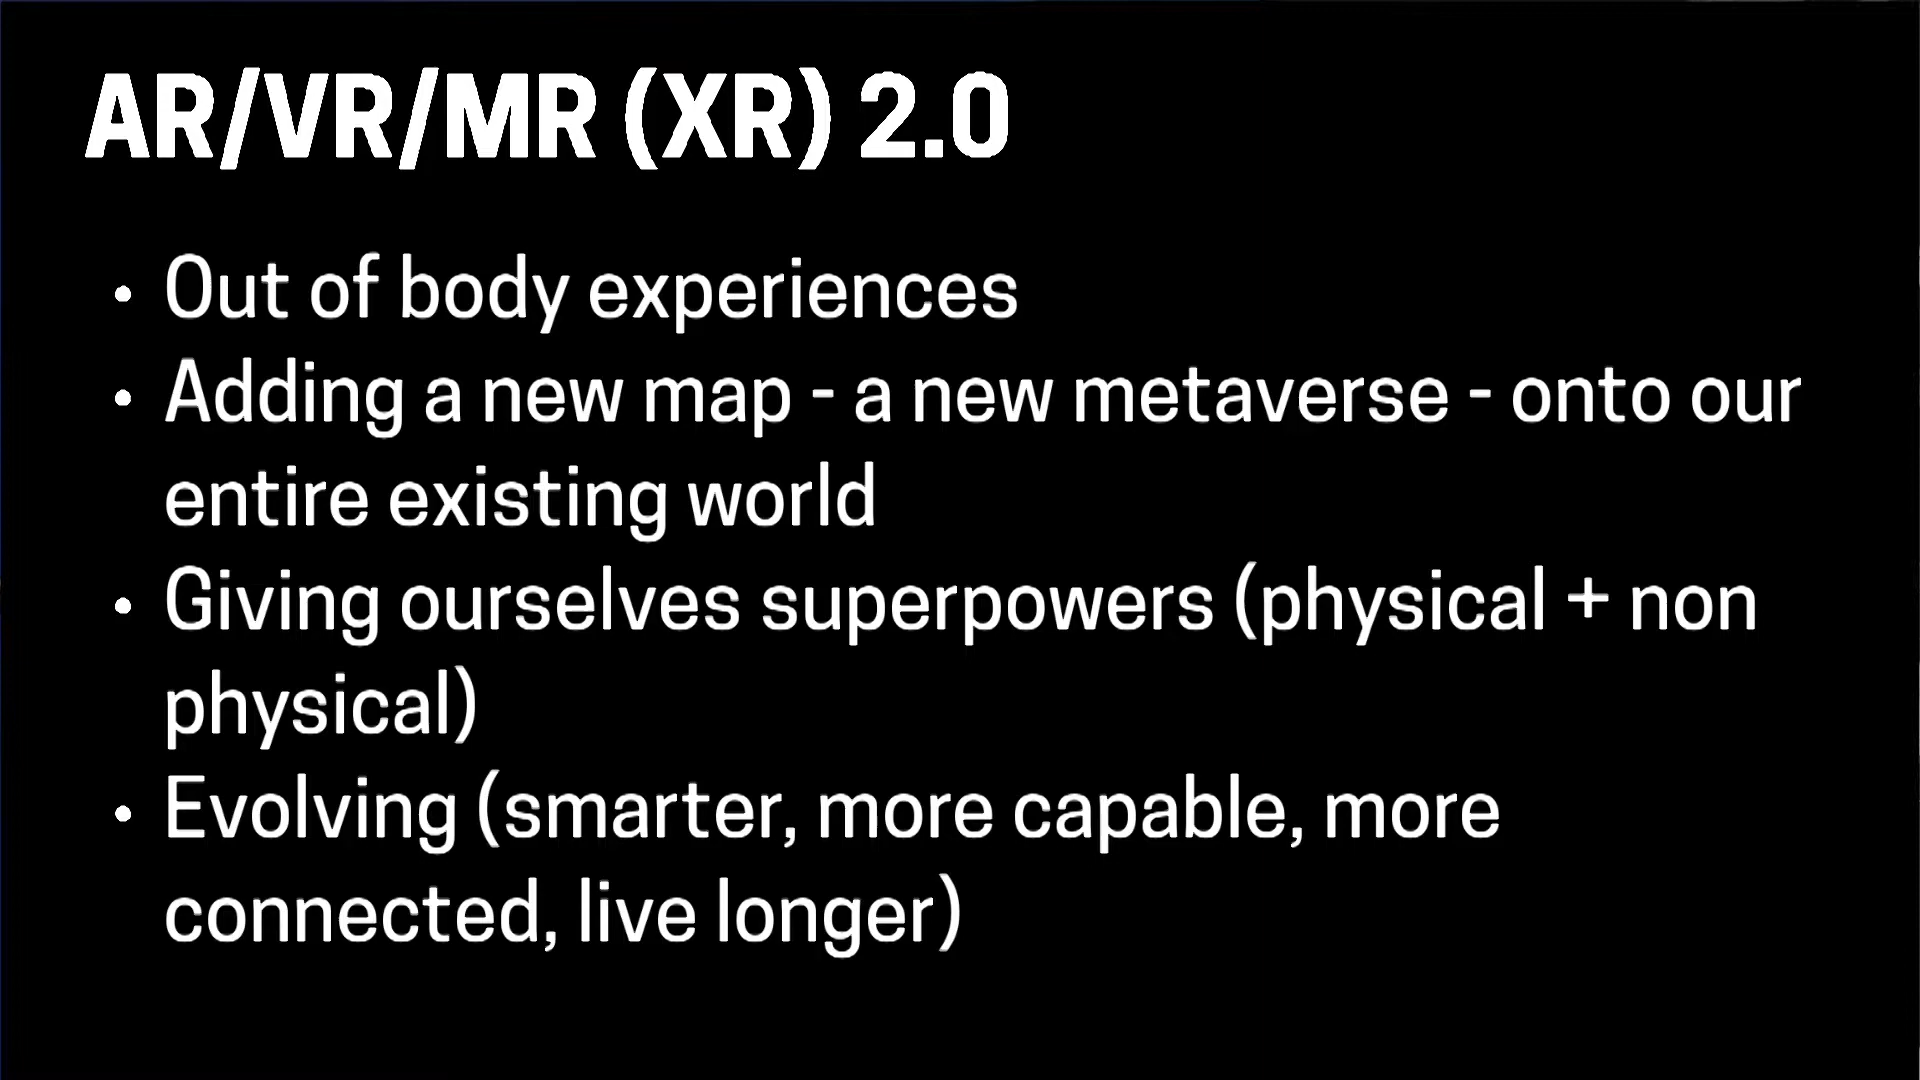 AR/VR/MR (XR) 2.0
• Out of body experiences
• Adding a new map - a new metaverse - onto our
entire existing world
• Giving ourselves superpowers (physical + non
physical)
• Evolving (smarter, more capable, more
connected, live longer)